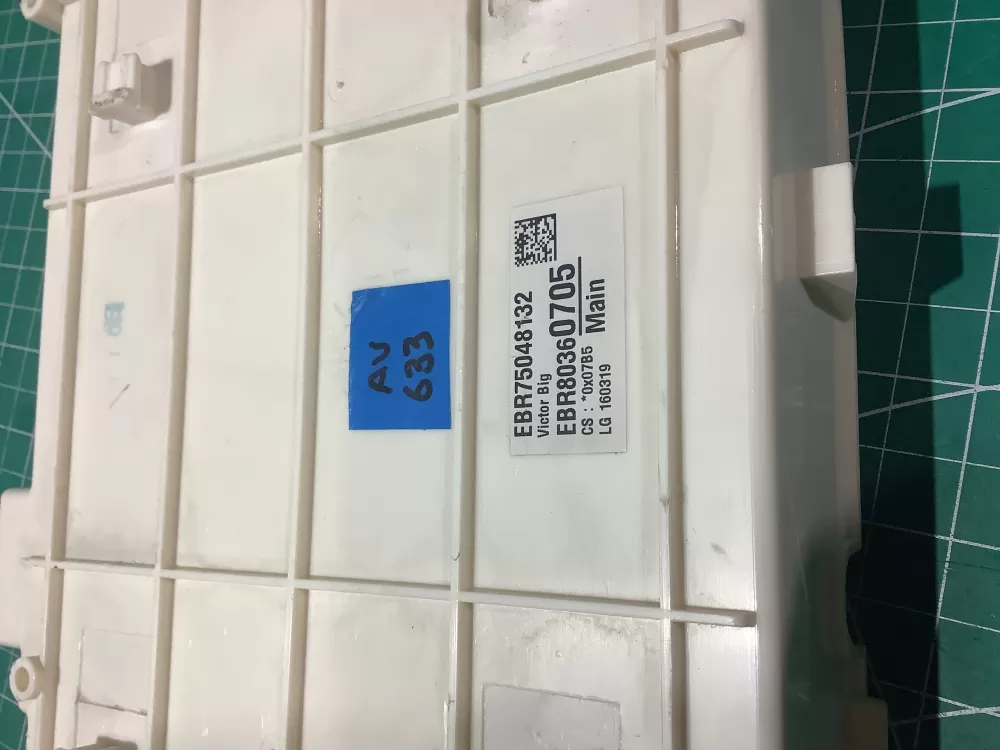 AV
633
EBR75048132
Victor Big
EBR80360705
CS : *0x07B5 Main
LG 160319